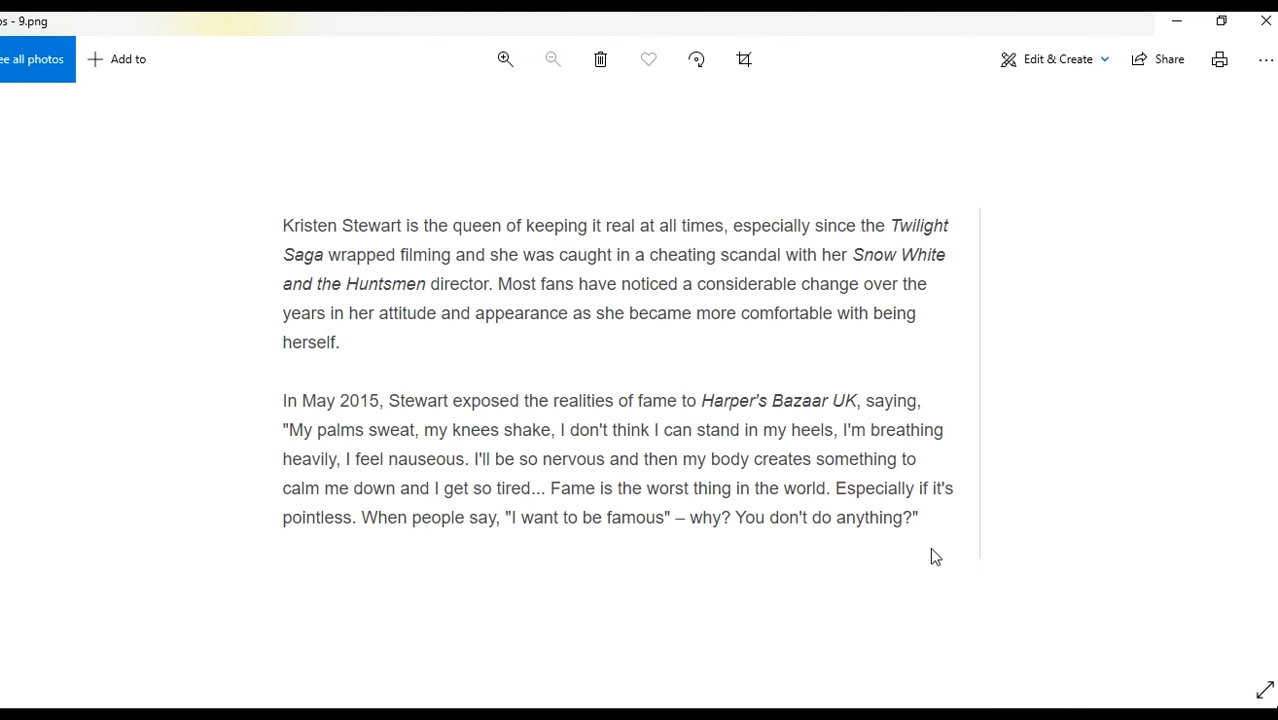 os - 9.png
ee all photos
Add to
Edit & Create
Share
Kristen Stewart is the queen of keeping it real at all times, especially since the Twilight
Saga wrapped filming and she was caught in a cheating scandal with her Snow White
and the Huntsmen director. Most fans have noticed a considerable change over the
years in her attitude and appearance as she became more comfortable with being
herself.
In May 2015, Stewart exposed the realities of fame to Harper's Bazaar UK, saying,
"My palms sweat, my knees shake, I don't think I can stand in my heels, I'm breathing
heavily, I feel nauseous. I'll be so nervous and then my body creates something to
calm me down and I get so tired... Fame is the worst thing in the world. Especially if it's
pointless. When people say, "I want to be famous" – why? You don't do anything?"